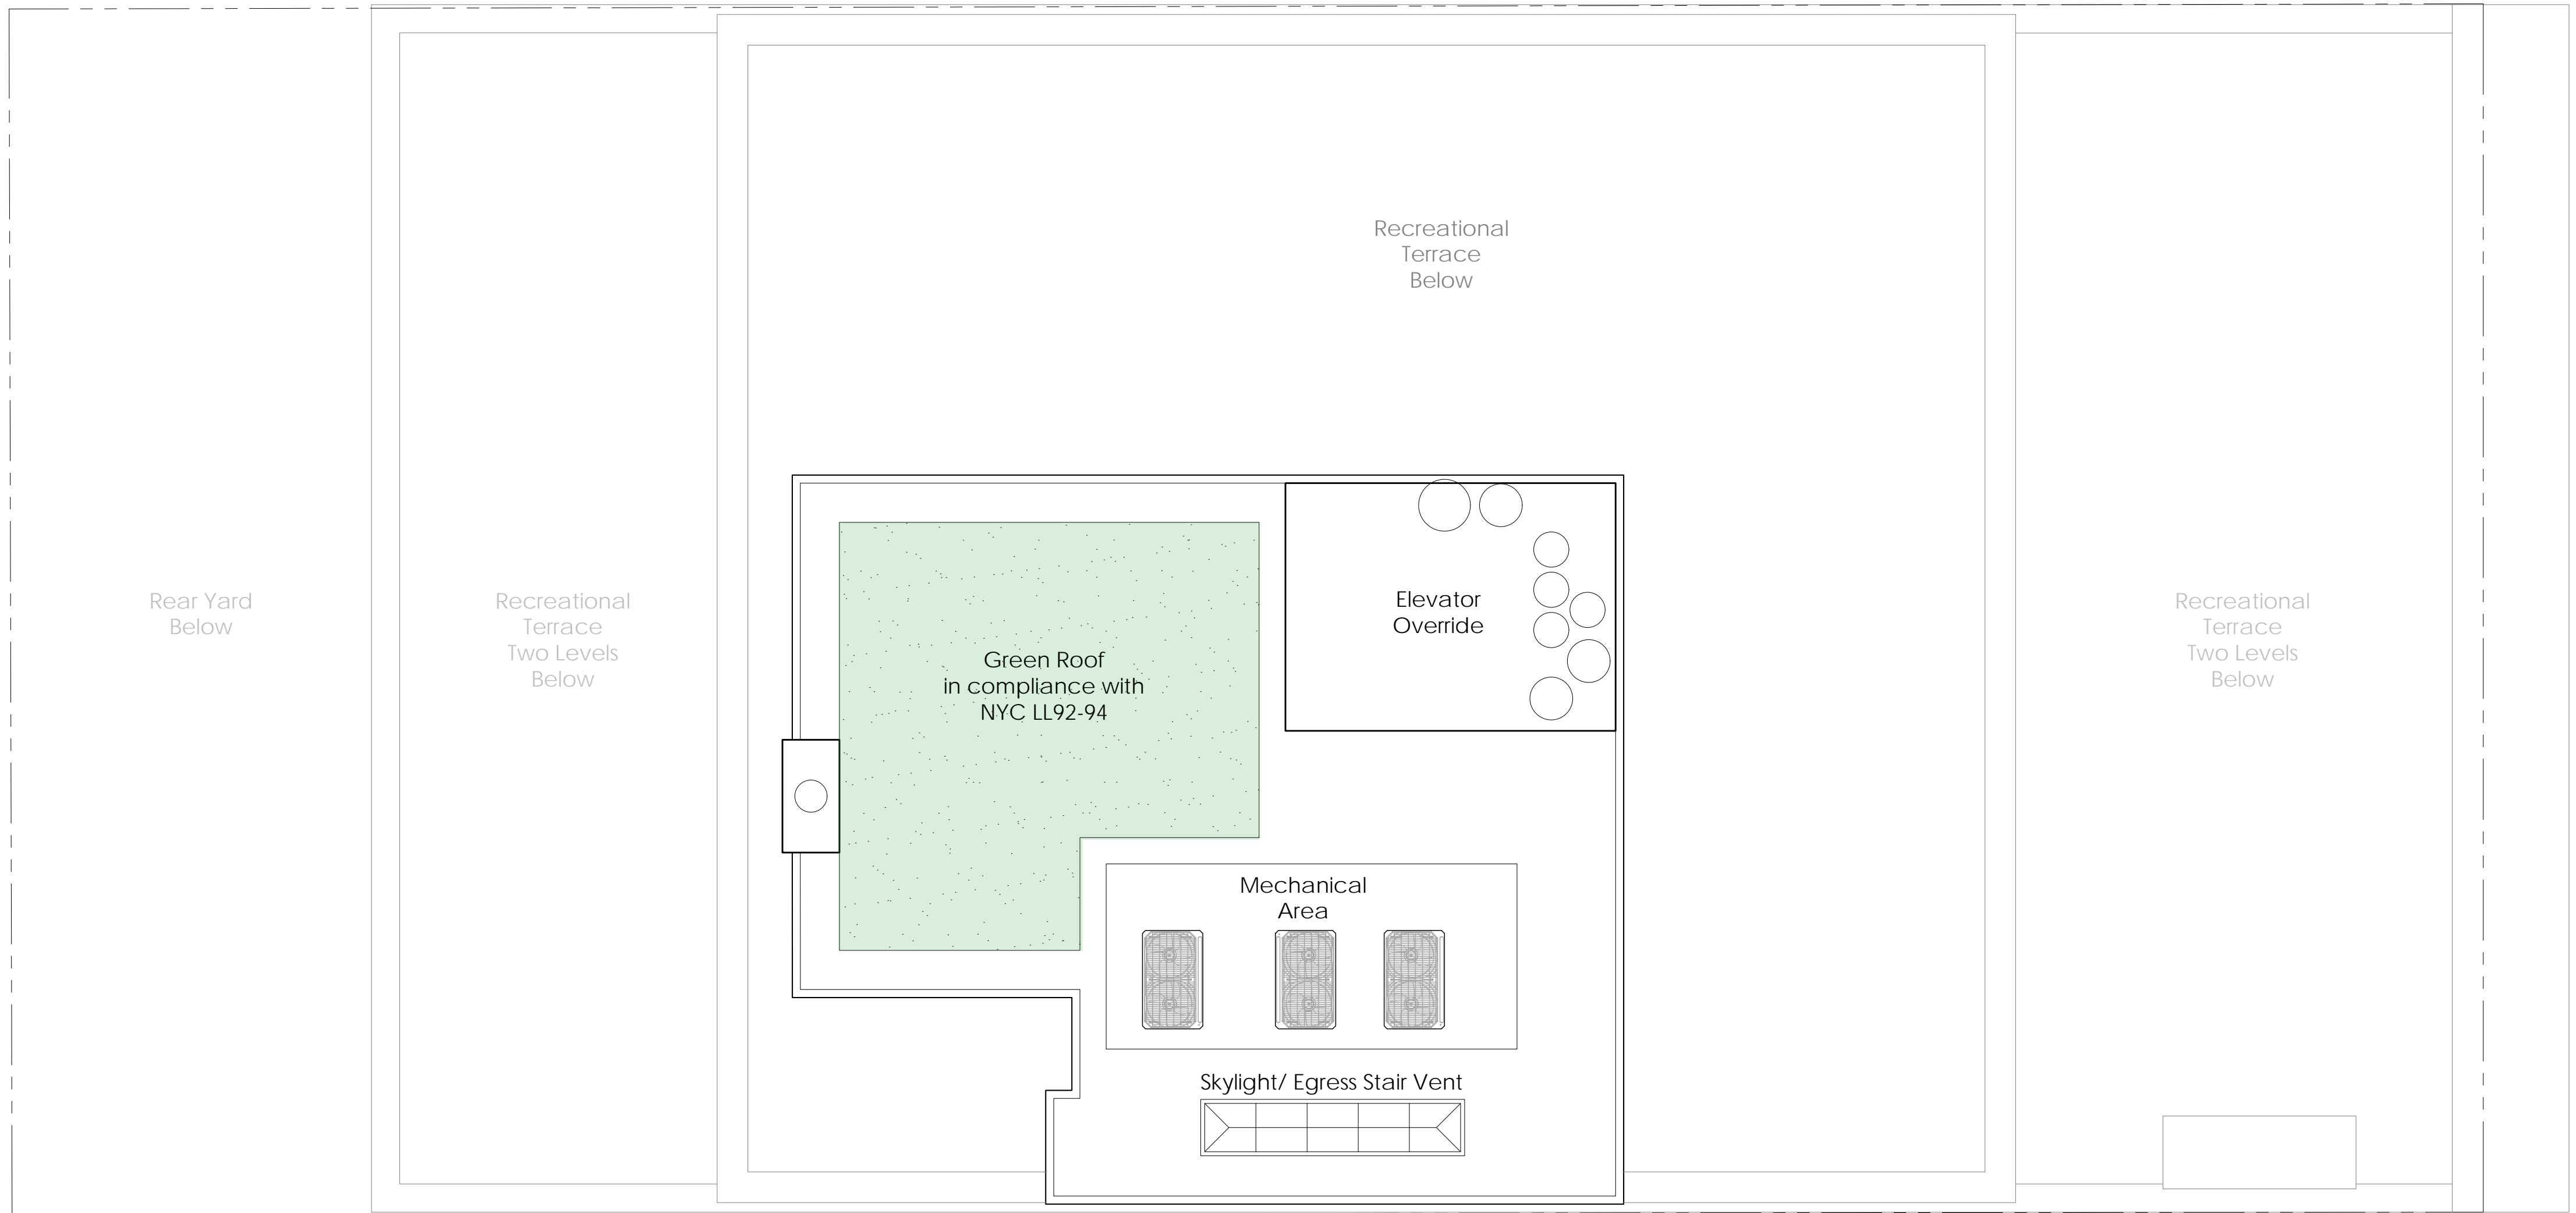 Recreational
Terrace
Below
Rear Yard
Below
Recreational
Terrace
Two Levels
Below
Green Roof
in compliance with
NYC LL92-94
Elevator
Override
Recreational
Terrace
Two Levels
Below
Mechanical
Area
Skylight/ Egress Stair Vent